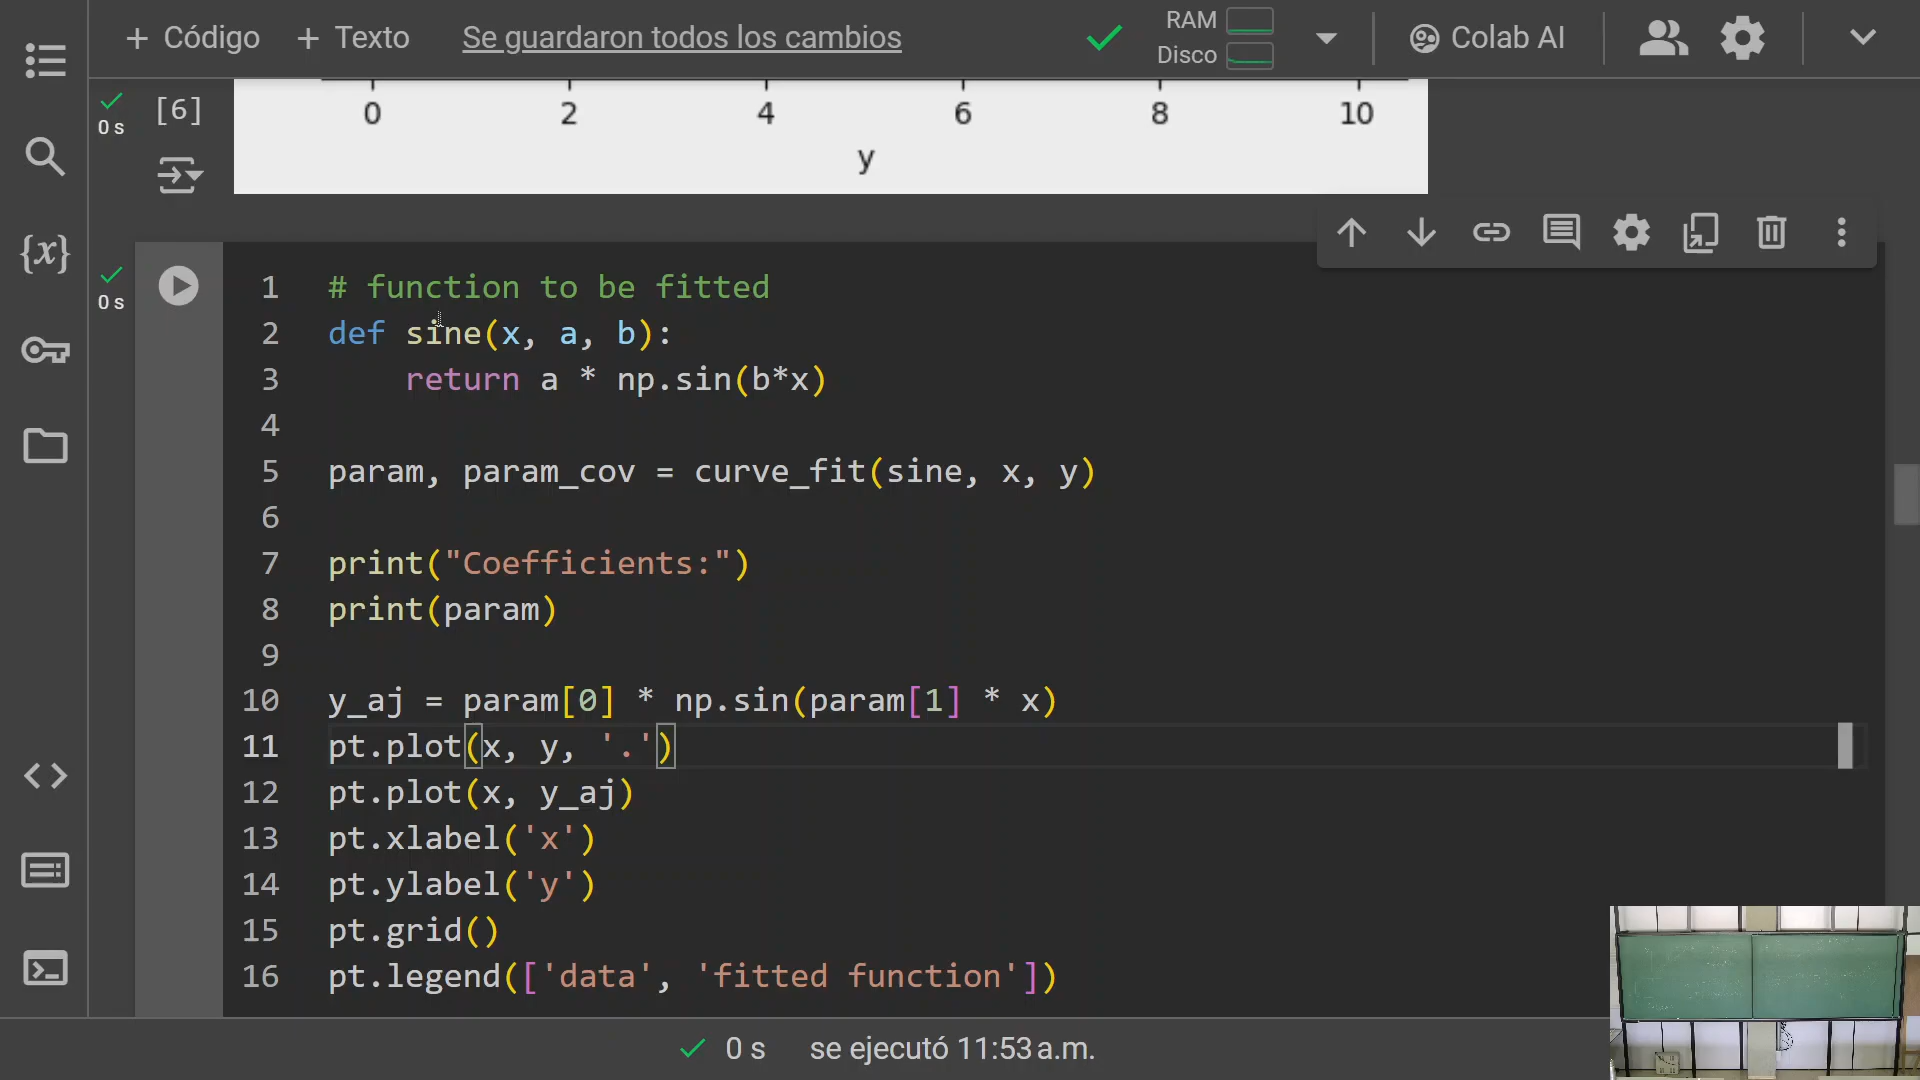 + Código + Texto Se guardaron todos los cambios RAM Disco Colab AI
0 s [6] 0 2 4 6 8 10
y
{x}
0 s
1 # function to be fitted
2 def sine(x, a, b):
3 return a * np.sin(b*x)
4
5 param, param_cov = curve_fit(sine, x, y)
6
7 print("Coefficients:")
8 print(param)
9
10 y_aj = param[0] * np.sin(param[1] * x)
11 pt.plot(x, y, '.')
12 pt.plot(x, y_aj)
13 pt.xlabel('x')
14 pt.ylabel('y')
15 pt.grid()
16 pt.legend(['data', 'fitted function'])
0 s se ejecutó 11:53 a.m.